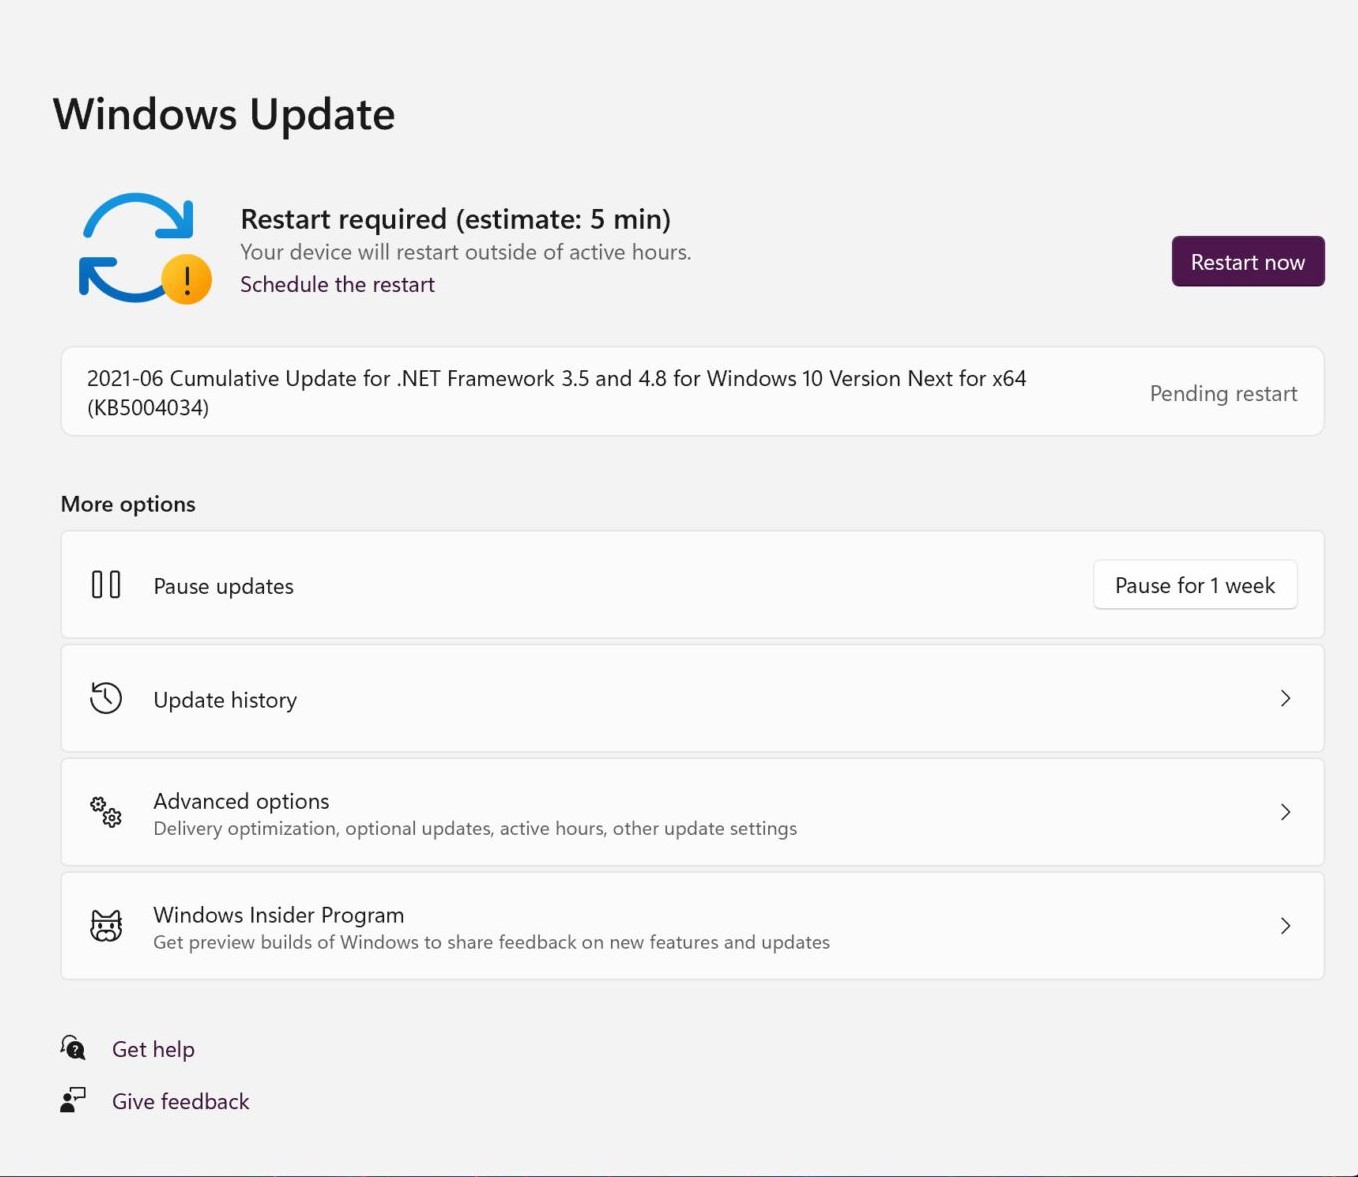 Windows Update
Restart required (estimate: 5 min)
Your device will restart outside of active hours.
Schedule the restart
Restart now
2021-06 Cumulative Update for .NET Framework 3.5 and 4.8 for Windows 10 Version Next for x64
(KB5004034)
Pending restart
More options
Pause updates
Pause for 1 week
Update history
Advanced options
Delivery optimization, optional updates, active hours, other update settings
Windows Insider Program
Get preview builds of Windows to share feedback on new features and updates
Get help
Give feedback